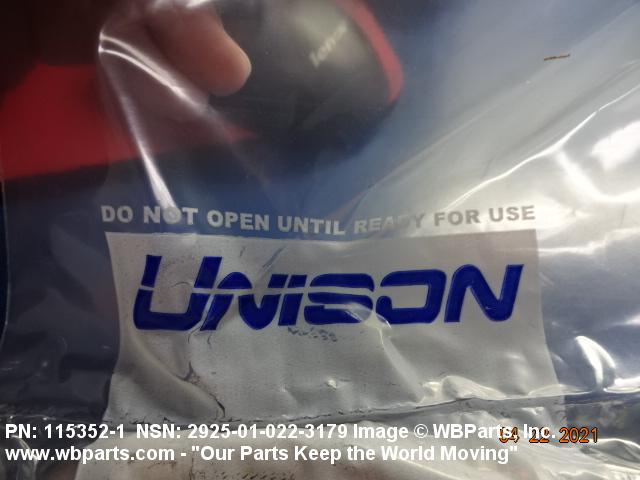 lenovo
DO NOT OPEN UNTIL READY FOR USE
UNISON
PN: 115352-1 NSN: 2925-01-022-3179 Image © WBParts, Inc.
04 22 2021
www.wbparts.com - "Our Parts Keep the World Moving"